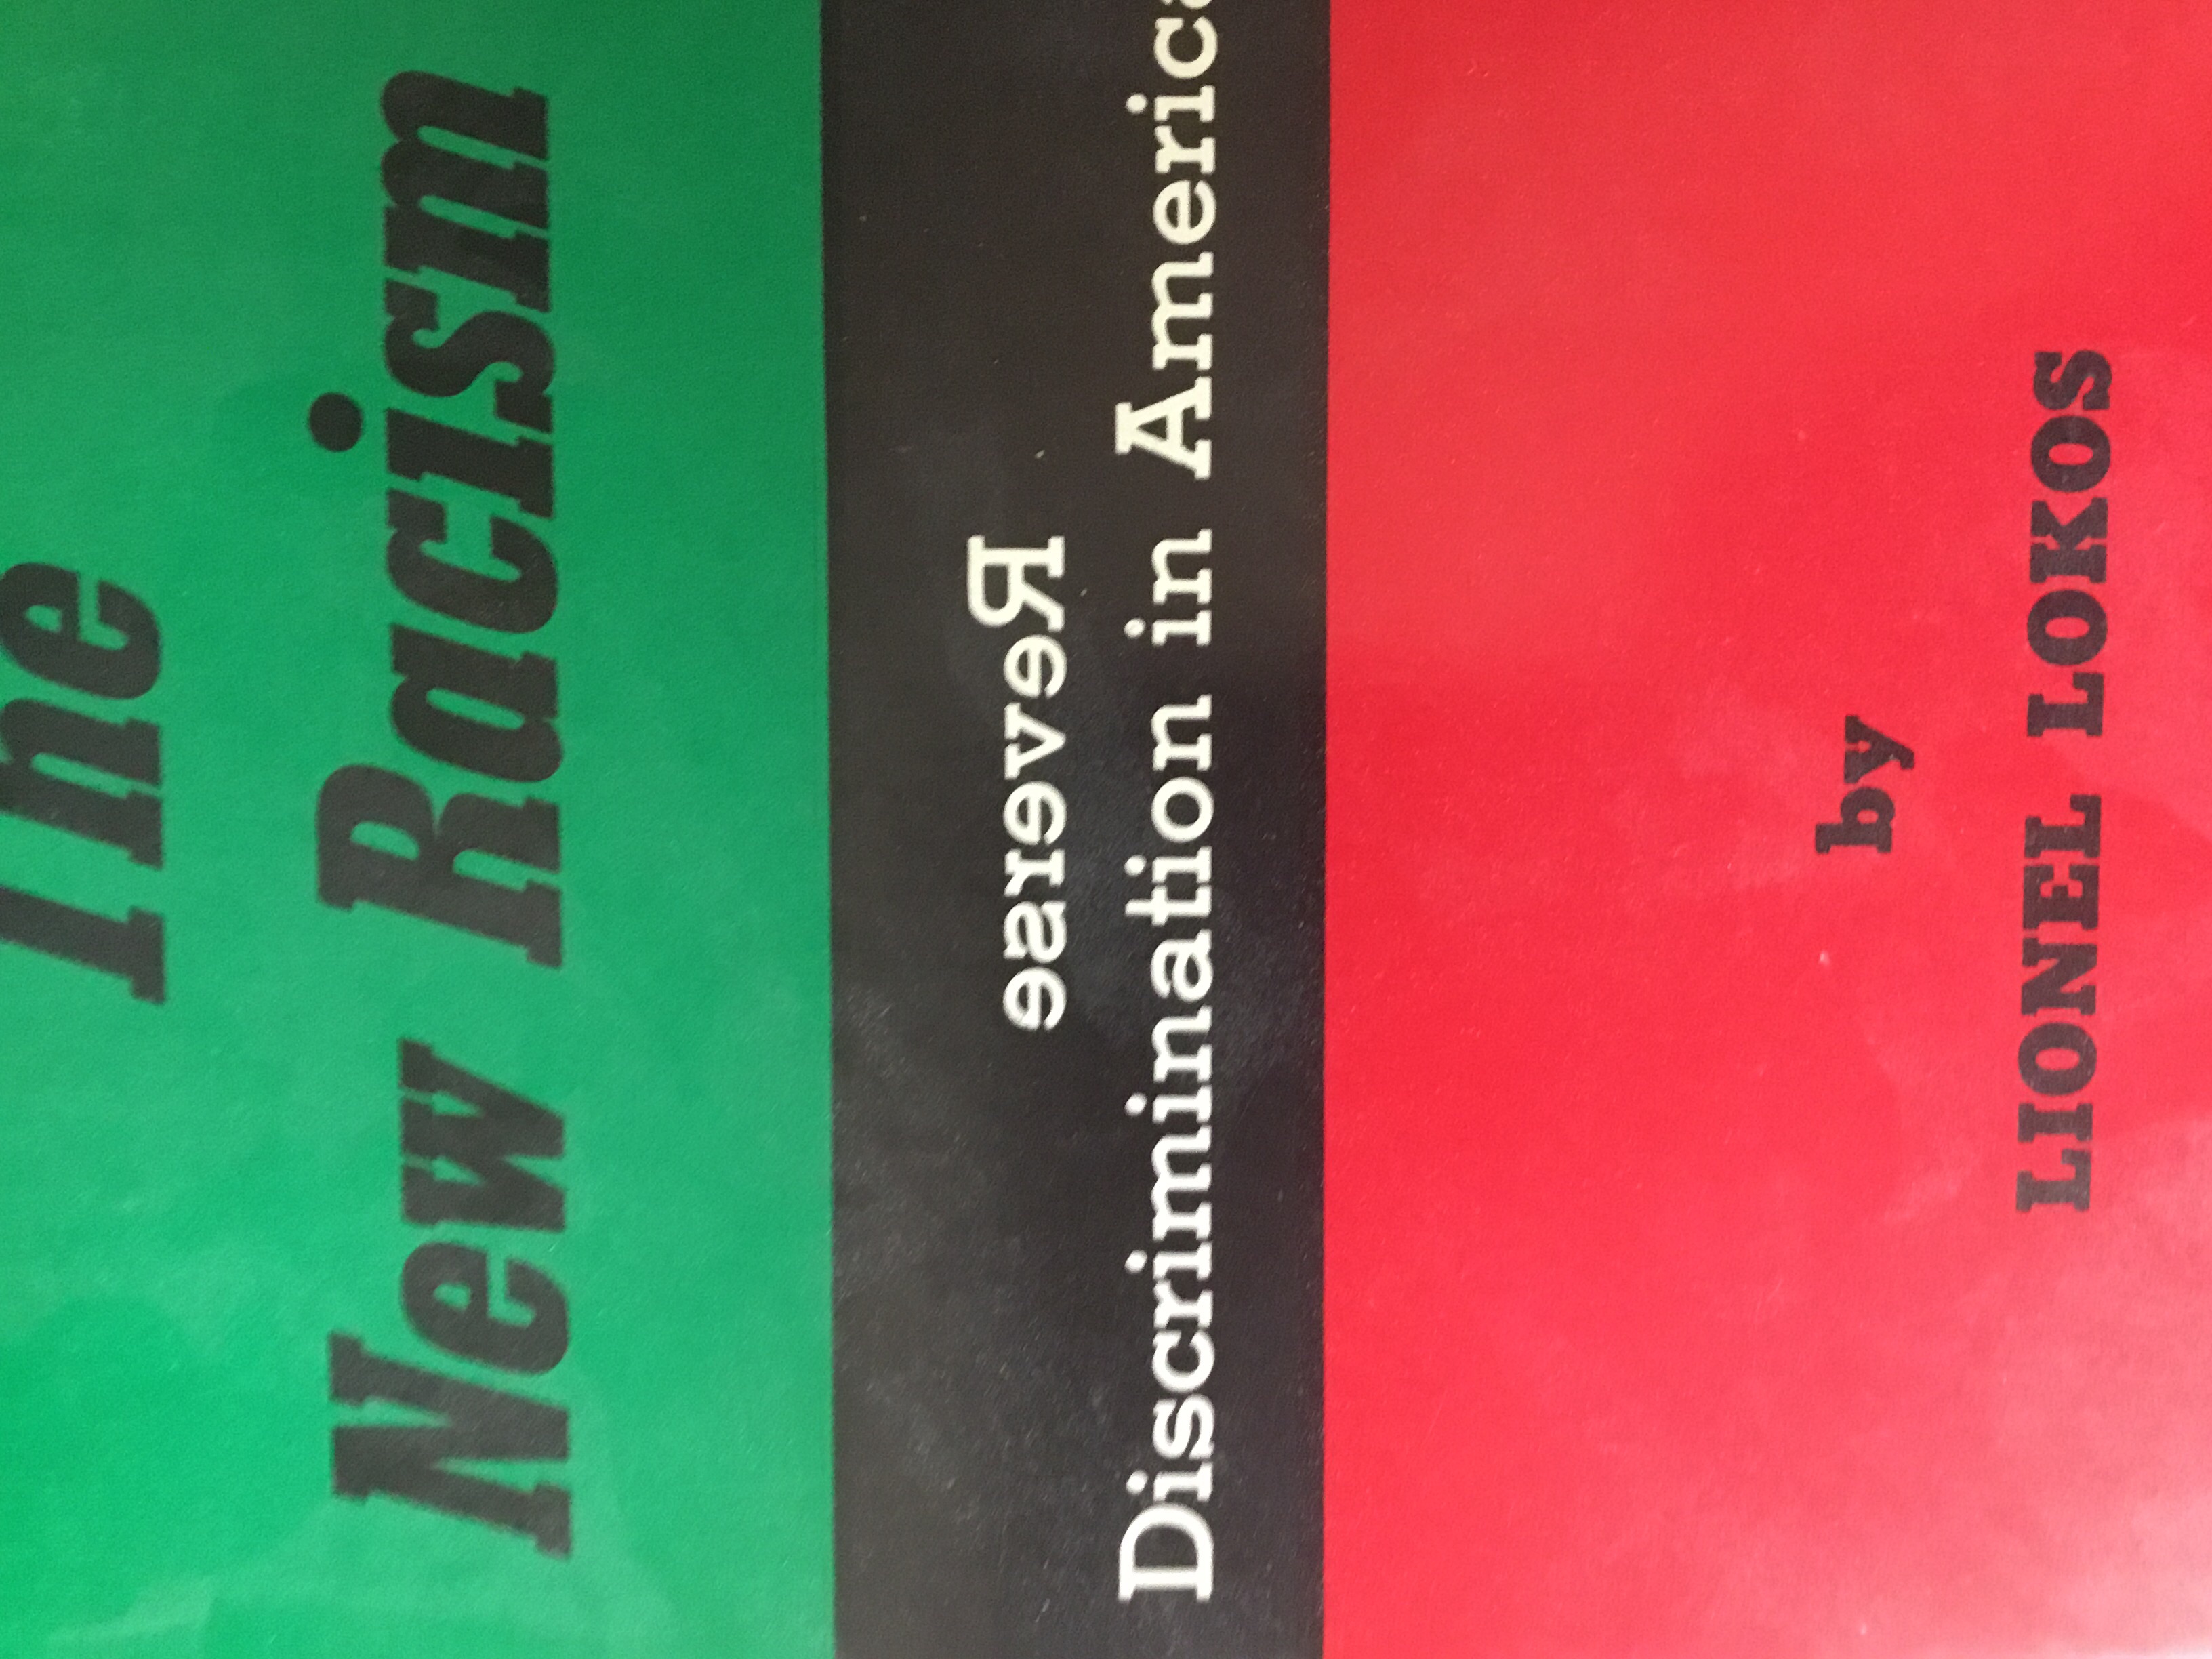 The
New Racism
Reverse
Discrimination in America
by
LIONEL LOKOS